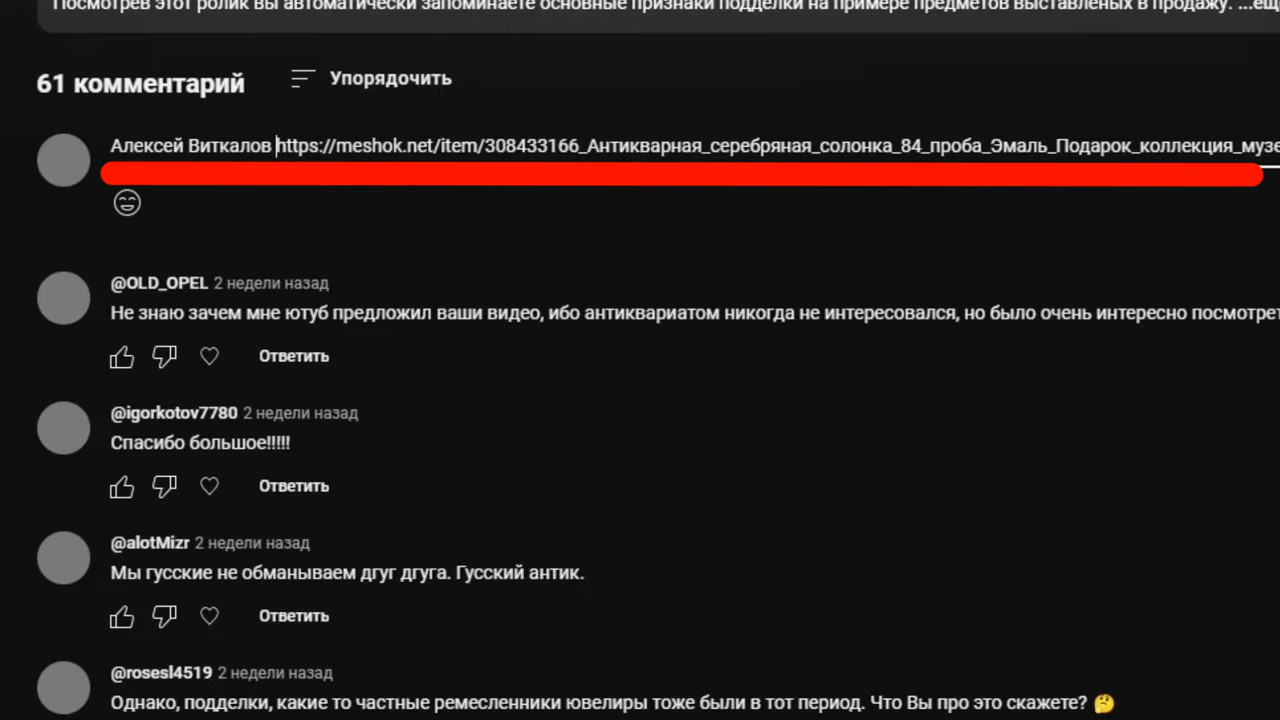 Посмотрев этот ролик вы автоматически запоминаете основные признаки подделки на примере предметов выставленых в продажу. ...ещ
61 комментарий
Упорядочить
Алексей Виткалов https://meshok.net/item/308433166_Антикварная_серебряная_солонка_84_проба_Эмаль_Подарок_коллекция_музе
@OLD_OPEL 2 недели назад
Не знаю зачем мне ютуб предложил ваши видео, ибо антиквариатом никогда не интересовался, но было очень интересно посмотрет
Ответить
@igorkotov7780 2 недели назад
Спасибо большое!!!!!
Ответить
@alotMizr 2 недели назад
Мы гусские не обманываем дгуг дгуга. Гусский антик.
Ответить
@rosesl4519 2 недели назад
Однако, подделки, какие то частные ремесленники ювелиры тоже были в тот период. Что Вы про это скажете? 🤔